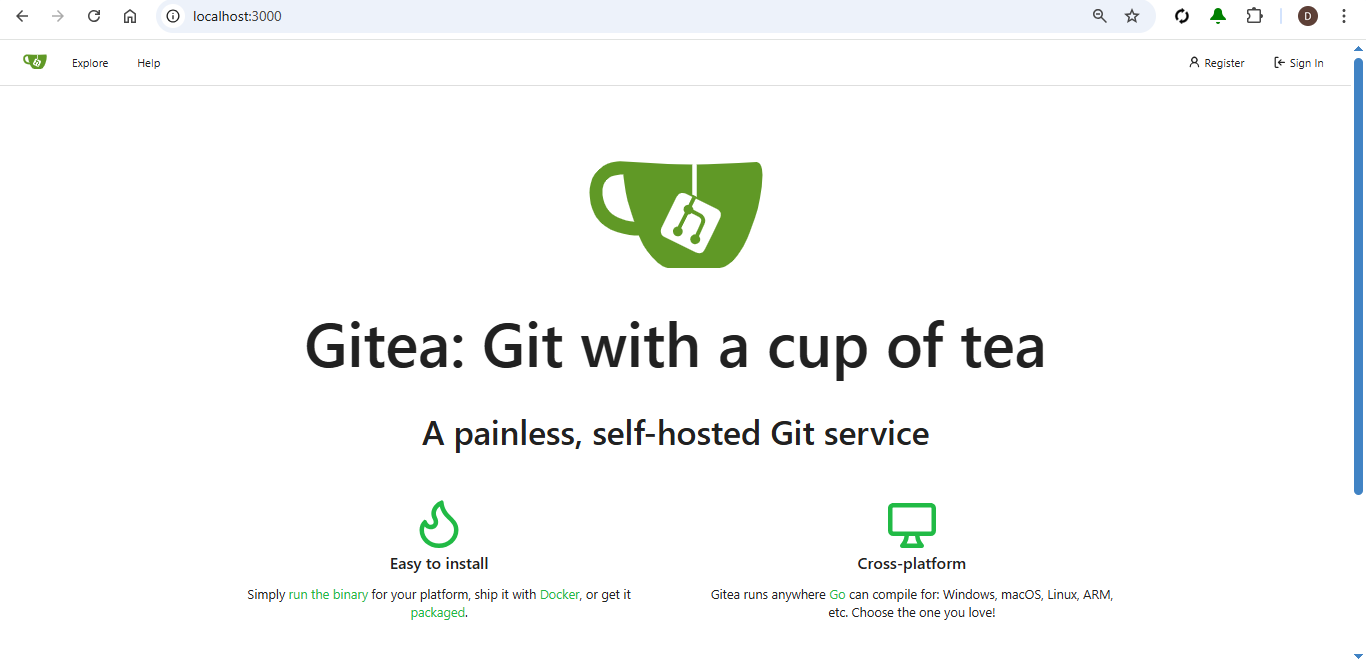 localhost:3000
D
Explore
Help
Register
Sign In
Gitea: Git with a cup of tea
A painless, self-hosted Git service
Easy to install
Simply run the binary for your platform, ship it with Docker, or get it
packaged.
Cross-platform
Gitea runs anywhere Go can compile for: Windows, macOS, Linux, ARM,
etc. Choose the one you love!